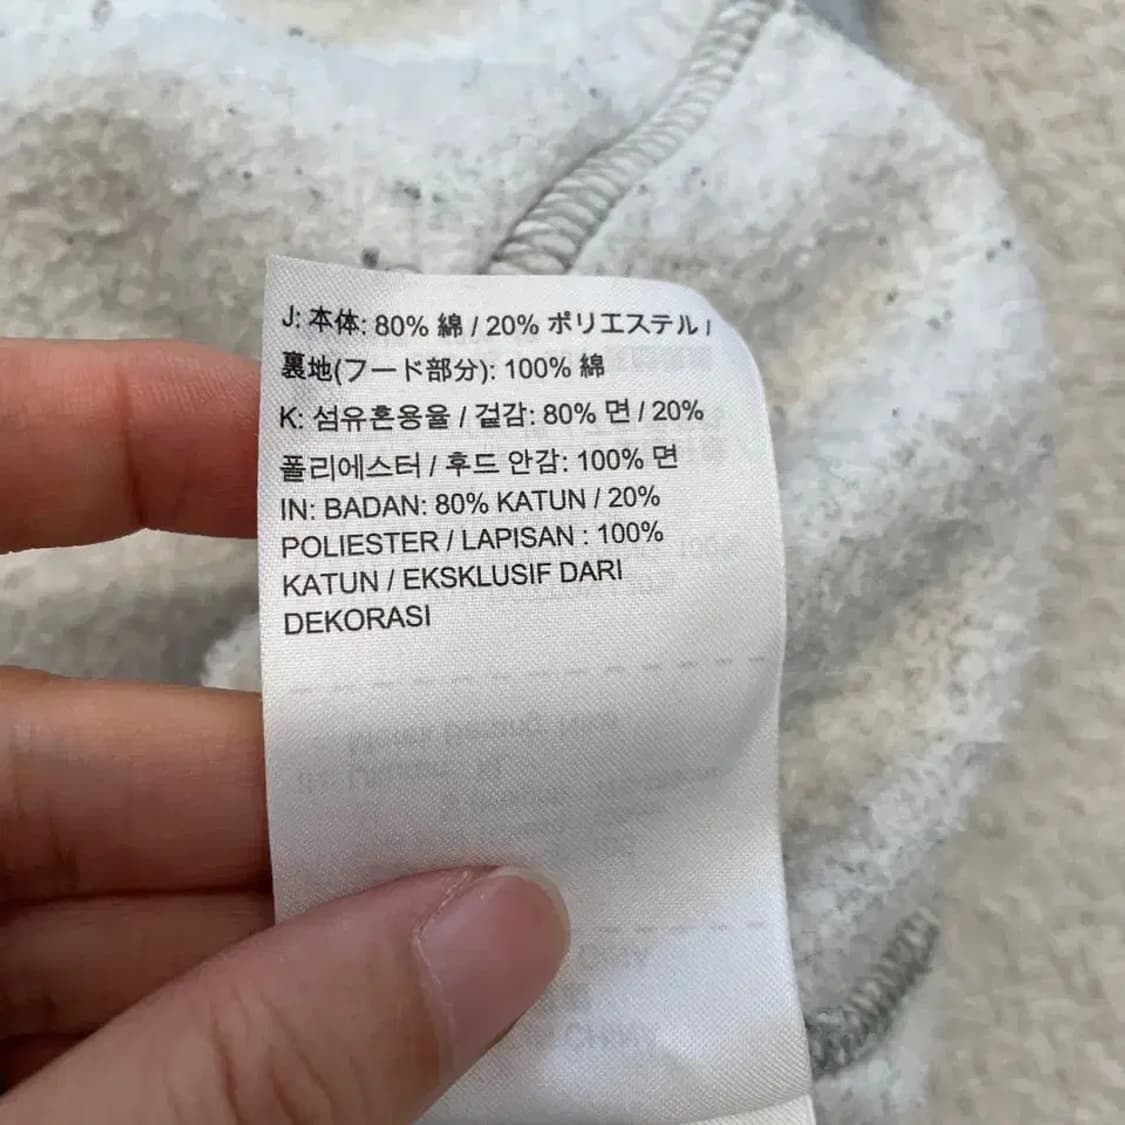 J: 本体: 80% 綿 / 20% ポリエステル /
裏地(フード部分): 100% 綿
K: 섬유혼용율 / 겉감: 80% 면 / 20%
폴리에스터 / 후드 안감: 100% 면
IN: BADAN: 80% KATUN / 20%
POLIESTER / LAPISAN : 100%
KATUN / EKSKLUSIF DARI
DEKORASI